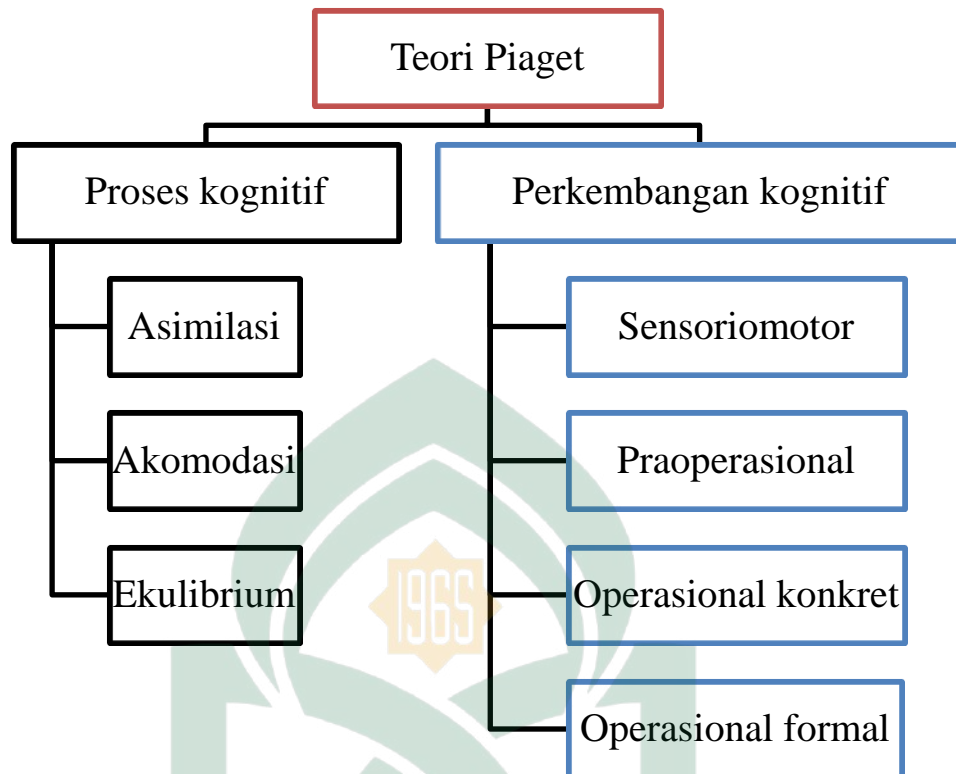 Teori Piaget
Proses kognitif
Asimilasi
Akomodasi
Ekulibrium
Perkembangan kognitif
Sensoriomotor
Praoperasional
Operasional konkret
Operasional formal
1965